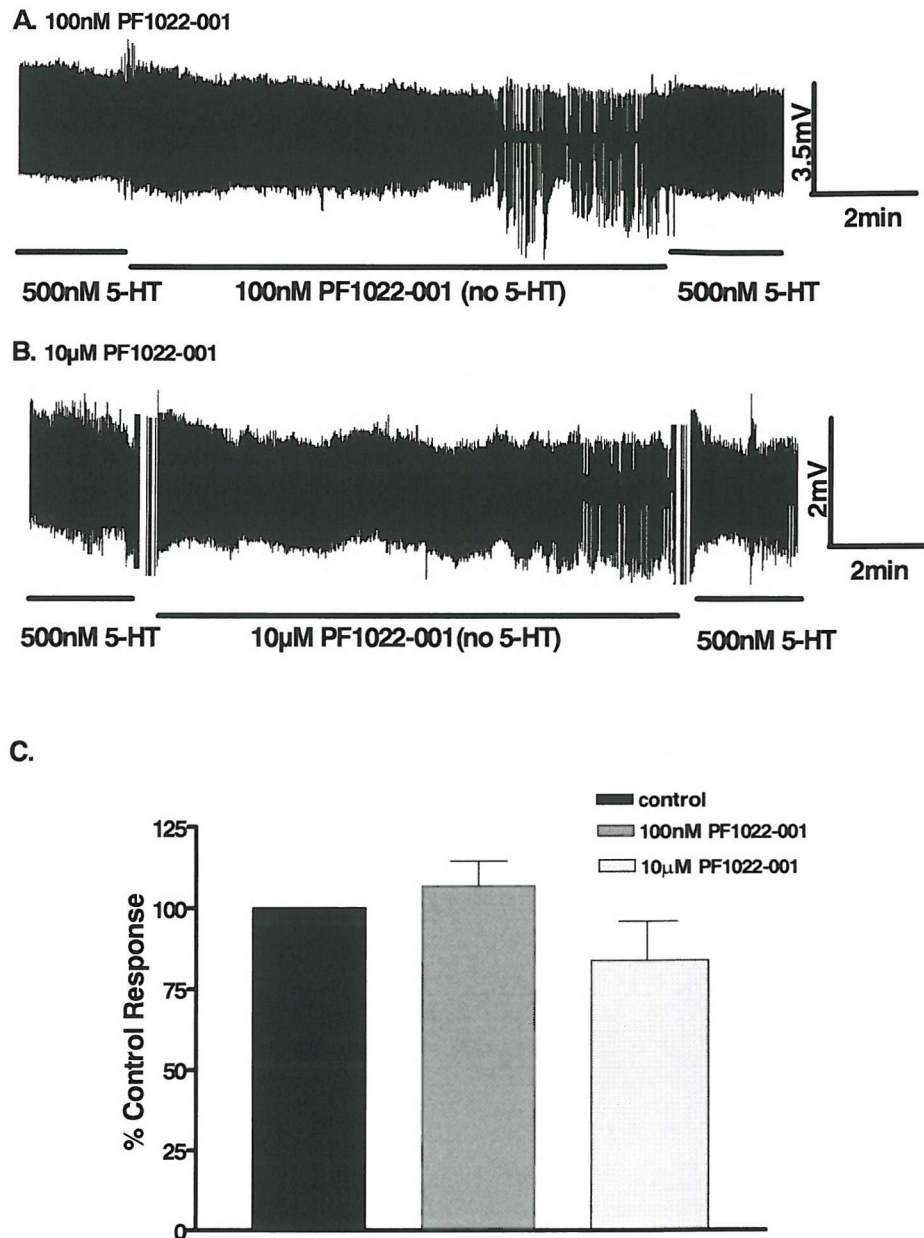 A. 100nM PF1022-001
3.5mV
2min
500nM 5-HT 100nM PF1022-001 (no 5-HT) 500nM 5-HT
B. 10µM PF1022-001
2mV
2min
500nM 5-HT 10µM PF1022-001(no 5-HT) 500nM 5-HT
C.
control
100nM PF1022-001
10µM PF1022-001
% Control Response
125
100
75
50
25
0